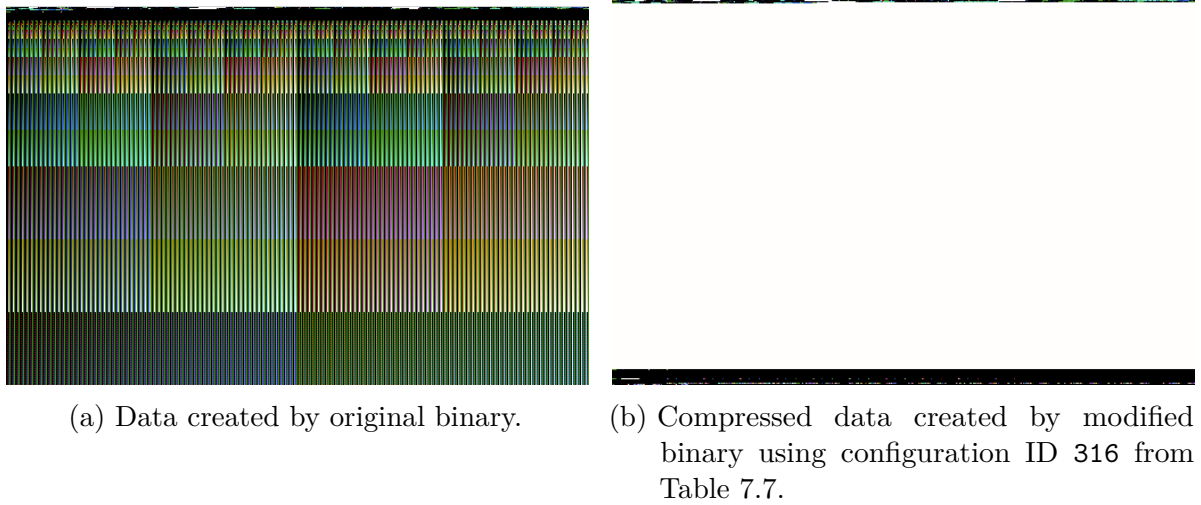 (a) Data created by original binary.
(b) Compressed data created by modified
binary using configuration ID 316 from
Table 7.7.